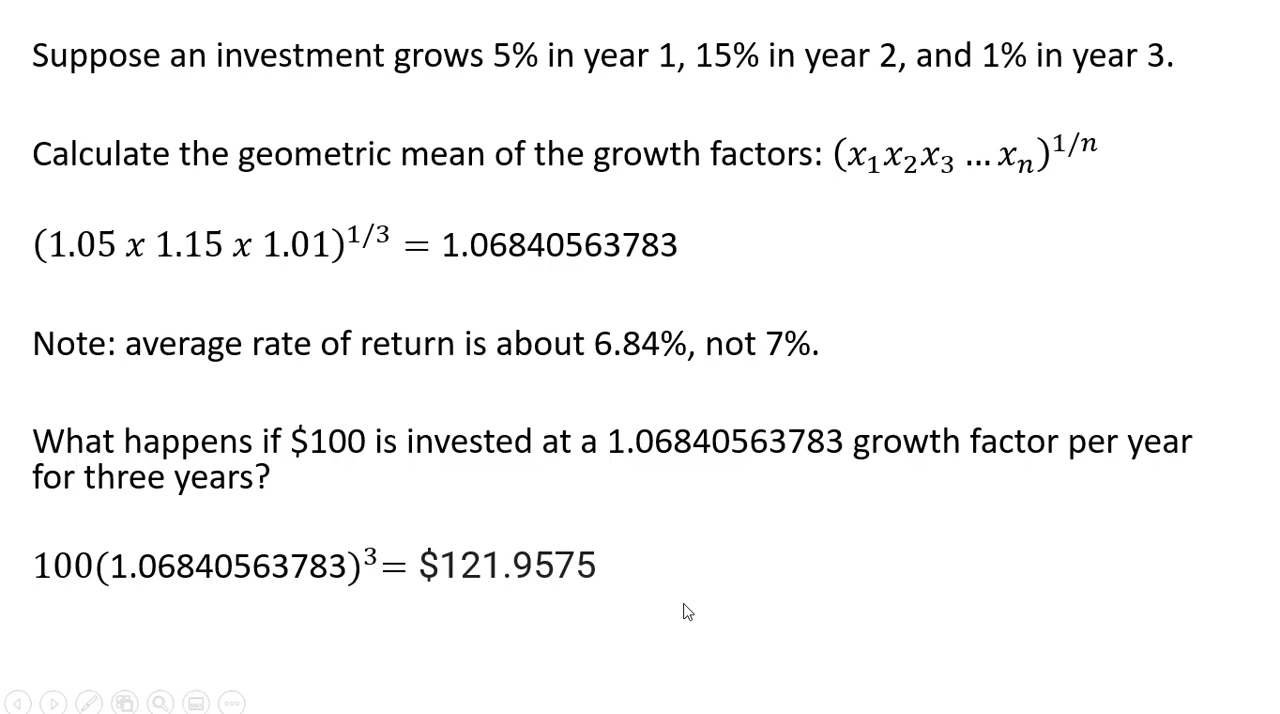 Suppose an investment grows 5% in year 1, 15% in year 2, and 1% in year 3.
Calculate the geometric mean of the growth factors: (x₁x₂x₃ … xₙ)^{1/n}
(1.05 x 1.15 x 1.01)^{1/3} = 1.06840563783
Note: average rate of return is about 6.84%, not 7%.
What happens if $100 is invested at a 1.06840563783 growth factor per year
for three years?
100(1.06840563783)³= $121.9575